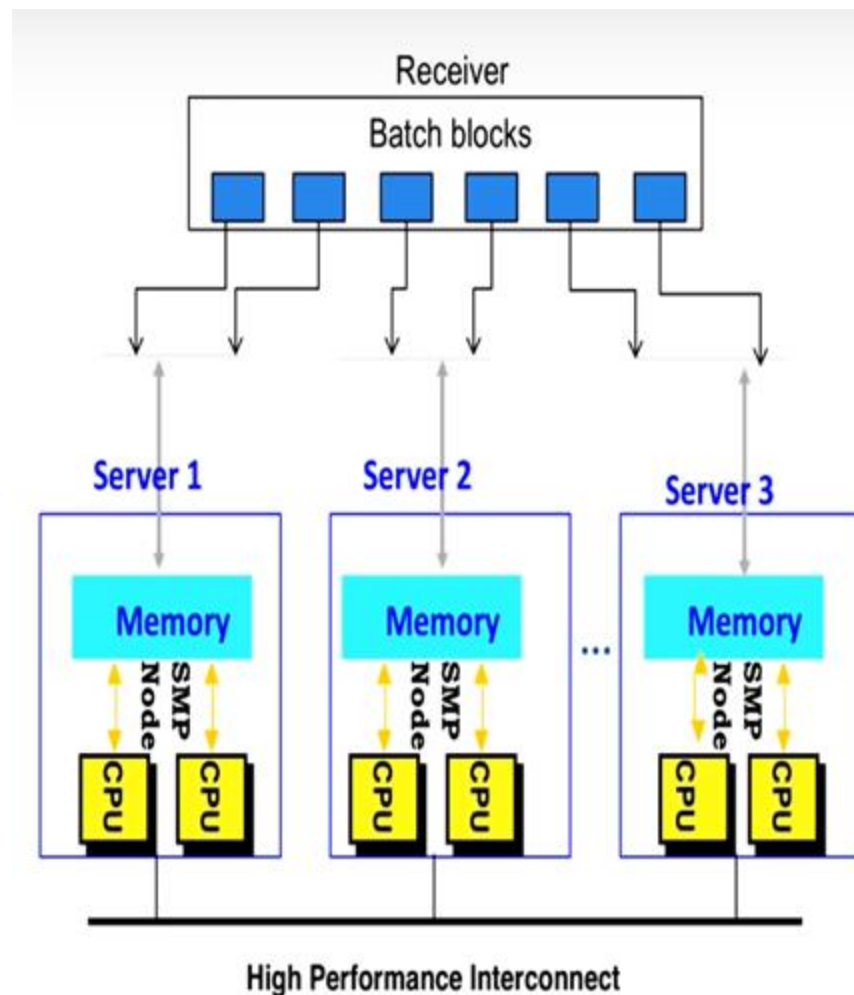 Receiver
Batch blocks
Server 1
Server 2
Server 3
Memory
Memory
Memory
...
SMP
Node
SMP
Node
SMP
Node
CPU
CPU
CPU
CPU
CPU
CPU
High Performance Interconnect